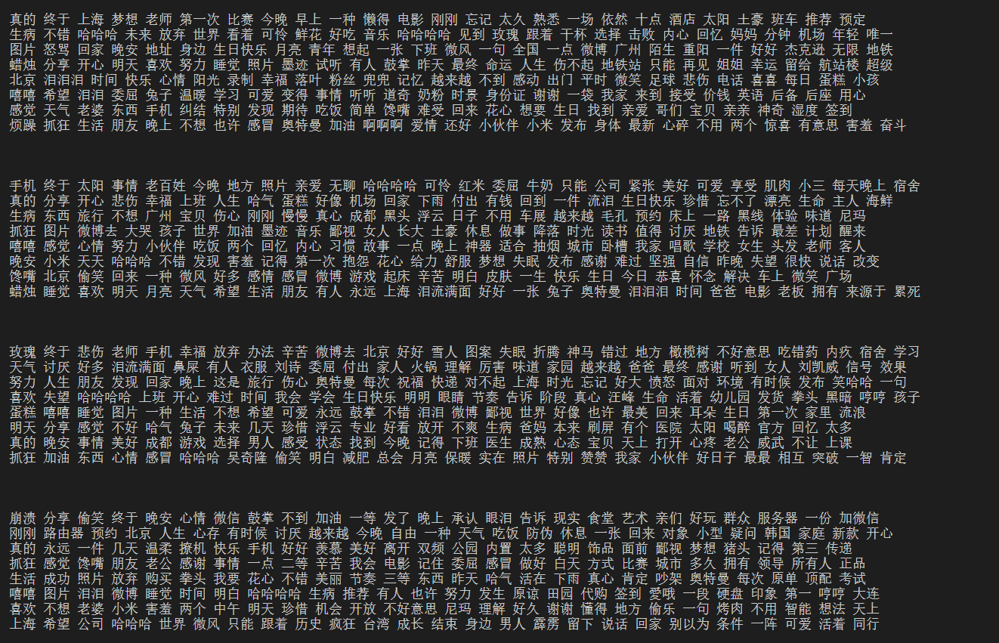 真的 终于 上海 梦想 老师 第一次 比赛 今晚 早上 一种 懒得 电影 刚刚 忘记 太久 熟悉 一场 依然 十点 酒店 太阳 土豪 班车 推荐 预定
生病 不错 哈哈哈 未来 放弃 世界 看着 可怜 鲜花 好吃 音乐 哈哈哈哈 见到 玫瑰 跟着 干杯 选择 击败 内心 回忆 妈妈 分钟 机场 年轻 唯一
图片 怒骂 回家 晚安 地址 身边 生日快乐 月亮 青年 想起 一张 下班 微风 一句 全国 一点 微博 广州 陌生 重阳 一件 好好 杰克逊 无限 地铁
蜡烛 分享 开心 明天 喜欢 努力 睡觉 照片 墨迹 试听 有人 鼓掌 昨天 最终 命运 人生 伤不起 地铁站 只能 再见 姐姐 幸运 留给 航站楼 超级
北京 泪泪泪 时间 快乐 心情 阳光 录制 幸福 落叶 粉丝 兜兜 记忆 越来越 不到 感动 出门 平时 微笑 足球 悲伤 电话 喜喜 每日 蛋糕 小孩
嘻嘻 希望 泪泪 委屈 兔子 温暖 学习 可爱 变得 事情 听听 道奇 奶粉 时景 身份证 谢谢 一袋 我家 来到 接受 价钱 英语 后备 后座 用心
感觉 天气 老婆 东西 手机 纠结 特别 发现 期待 吃饭 简单 馋嘴 难受 回来 花心 想要 生日 找到 亲爱 哥们 宝贝 亲亲 神奇 湿度 签到
烦躁 抓狂 生活 朋友 晚上 不想 也许 感冒 奥特曼 加油 啊啊啊 爱情 还好 小伙伴 小米 发布 身体 最新 心碎 不用 两个 惊喜 有意思 害羞 奋斗
手机 终于 太阳 事情 老百姓 今晚 地方 照片 亲爱 无聊 哈哈哈哈 可怜 红米 委屈 牛奶 只能 公司 紧张 美好 可爱 享受 肌肉 小三 每天晚上 宿舍
真的 分享 开心 悲伤 幸福 上班 人生 哈气 蛋糕 好像 机场 回家 下雨 付出 有钱 回到 一件 流泪 生日快乐 珍惜 忘不了 漂亮 生命 主人 海鲜
生病 东西 旅行 不想 广州 宝贝 伤心 刚刚 慢慢 真心 成都 黑头 浮云 日子 不用 车展 越来越 毛孔 预约 床上 一路 黑线 体验 味道 尼玛
抓狂 图片 微博去 大哭 孩子 世界 加油 墨迹 音乐 鄙视 女人 长大 土豪 休息 做事 降落 时光 读书 值得 讨厌 地铁 告诉 最差 计划 醒来
嘻嘻 感觉 心情 努力 小伙伴 吃饭 两个 回忆 内心 习惯 故事 一点 晚上 神器 适合 抽烟 城市 卧槽 我家 唱歌 学校 女生 头发 老师 客人
晚安 小米 天天 哈哈哈 不错 发现 害羞 记得 第一次 抱怨 花心 给力 舒服 梦想 失眠 发布 感谢 难过 坚强 自信 昨晚 失望 很快 说话 改变
馋嘴 北京 偷笑 回来 一种 微风 好多 感情 感冒 微博 游戏 起床 辛苦 明白 皮肤 一生 快乐 生日 今日 恭喜 怀念 解决 车上 微笑 广场
蜡烛 睡觉 喜欢 明天 月亮 天气 希望 生活 朋友 有人 永远 上海 泪流满面 好好 一张 兔子 奥特曼 泪泪泪 时间 爸爸 电影 老板 拥有 来源于 累死
玫瑰 终于 悲伤 老师 手机 幸福 放弃 办法 辛苦 微博去 北京 好好 雪人 图案 失眠 折腾 神马 错过 地方 橄榄树 不好意思 吃错药 内疚 宿舍 学习
天气 讨厌 好多 泪流满面 鼻屎 有人 衣服 刘诗 委屈 付出 家人 火锅 理解 厉害 味道 家园 越来越 爸爸 最终 感谢 听到 女人 刘凯威 信号 效果
努力 人生 朋友 发现 回家 晚上 这是 旅行 伤心 奥特曼 每次 祝福 快递 对不起 上海 时光 忘记 好大 愤怒 面对 环境 有时候 发布 笑哈哈 一句
喜欢 失望 哈哈哈哈 上班 开心 难过 时间 我会 学会 生日快乐 明明 眼睛 节奏 告诉 阶段 真心 汪峰 生命 活着 幼儿园 发货 拳头 黑暗 哼哼 孩子
蛋糕 嘻嘻 睡觉 图片 一种 生活 不想 希望 可爱 永远 鼓掌 不错 泪泪 微博 鄙视 世界 好像 也许 最美 回来 耳朵 生日 第一次 家里 流浪
明天 分享 感觉 不好 哈气 兔子 未来 几天 珍惜 浮云 专业 好看 放开 不爽 生病 爸妈 本来 刷屏 有个 医院 太阳 喝醉 官方 回忆 太多
真的 晚安 事情 美好 成都 游戏 选择 男人 感受 状态 找到 今晚 记得 下班 医生 成熟 心态 宝贝 天上 打开 心疼 老公 威武 不让 上课
抓狂 加油 东西 心情 感冒 哈哈哈 吴奇隆 偷笑 明白 减肥 总会 月亮 保暖 实在 照片 特别 赞赞 我家 小伙伴 好日子 最最 相互 突破 一智 肯定
崩溃 分享 偷笑 终于 晚安 心情 微信 鼓掌 不到 加油 一等 发了 晚上 承认 眼泪 告诉 现实 食堂 艺术 亲们 好玩 群众 服务器 一份 加微信
刚刚 路由器 预约 北京 人生 心存 有时候 讨厌 越来越 今晚 自由 一种 天气 吃饭 防伪 休息 一张 回来 对象 小型 疑问 韩国 家庭 新款 开心
真的 永远 一件 几天 温柔 撩机 快乐 手机 好好 羡慕 美好 离开 双频 公园 内置 太多 聪明 饰品 面前 鄙视 梦想 猪头 记得 第三 传递
抓狂 感觉 馋嘴 朋友 老公 感谢 事情 一点 二等 辛苦 我会 电影 记住 委屈 感冒 做好 白天 方式 比赛 城市 多久 拥有 领导 所有人 正品
生活 成功 照片 放弃 购买 拳头 我要 花心 不错 美丽 节奏 三等 东西 昨天 哈气 活在 下雨 真心 肯定 吵架 奥特曼 每次 原单 顶配 考试
嘻嘻 图片 泪泪 微博 睡觉 时间 明白 哈哈哈哈 生病 推荐 有人 也许 努力 发生 原谅 田园 代购 签到 爱哦 一段 硬盘 印象 第一 哼哼 大连
喜欢 不想 老婆 小米 害羞 两个 中午 明天 珍惜 机会 开放 不好意思 尼玛 理解 好久 谢谢 懂得 地方 偷乐 一句 烤肉 不用 智能 想法 天上
上海 希望 公司 哈哈哈 世界 微风 只能 跟着 历史 疯狂 台湾 成长 结束 身边 男人 霹雳 留下 说话 回家 别以为 条件 一阵 可爱 活着 同行